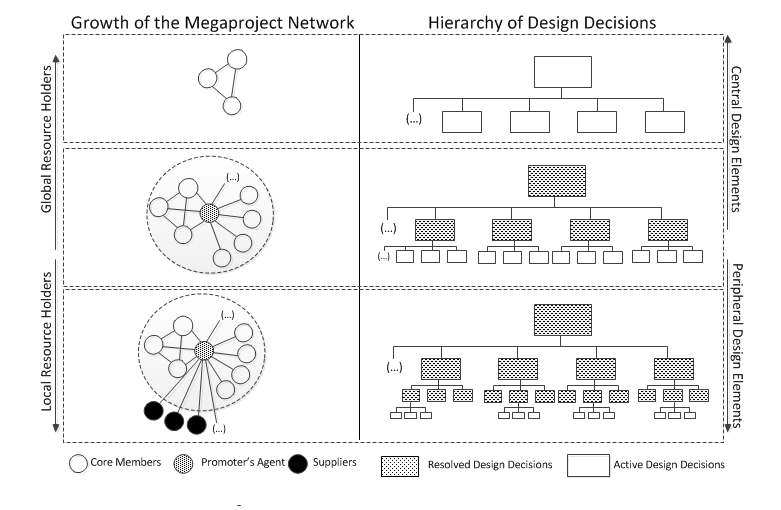 Growth of the Megaproject Network
Hierarchy of Design Decisions
Global Resource Holders
Local Resource Holders
(...)
(...)
(...)
(...)
(...)
(...)
(...)
(...)
Central Design Elements
Peripheral Design Elements
Core Members
Promoter's Agent
Suppliers
Resolved Design Decisions
Active Design Decisions